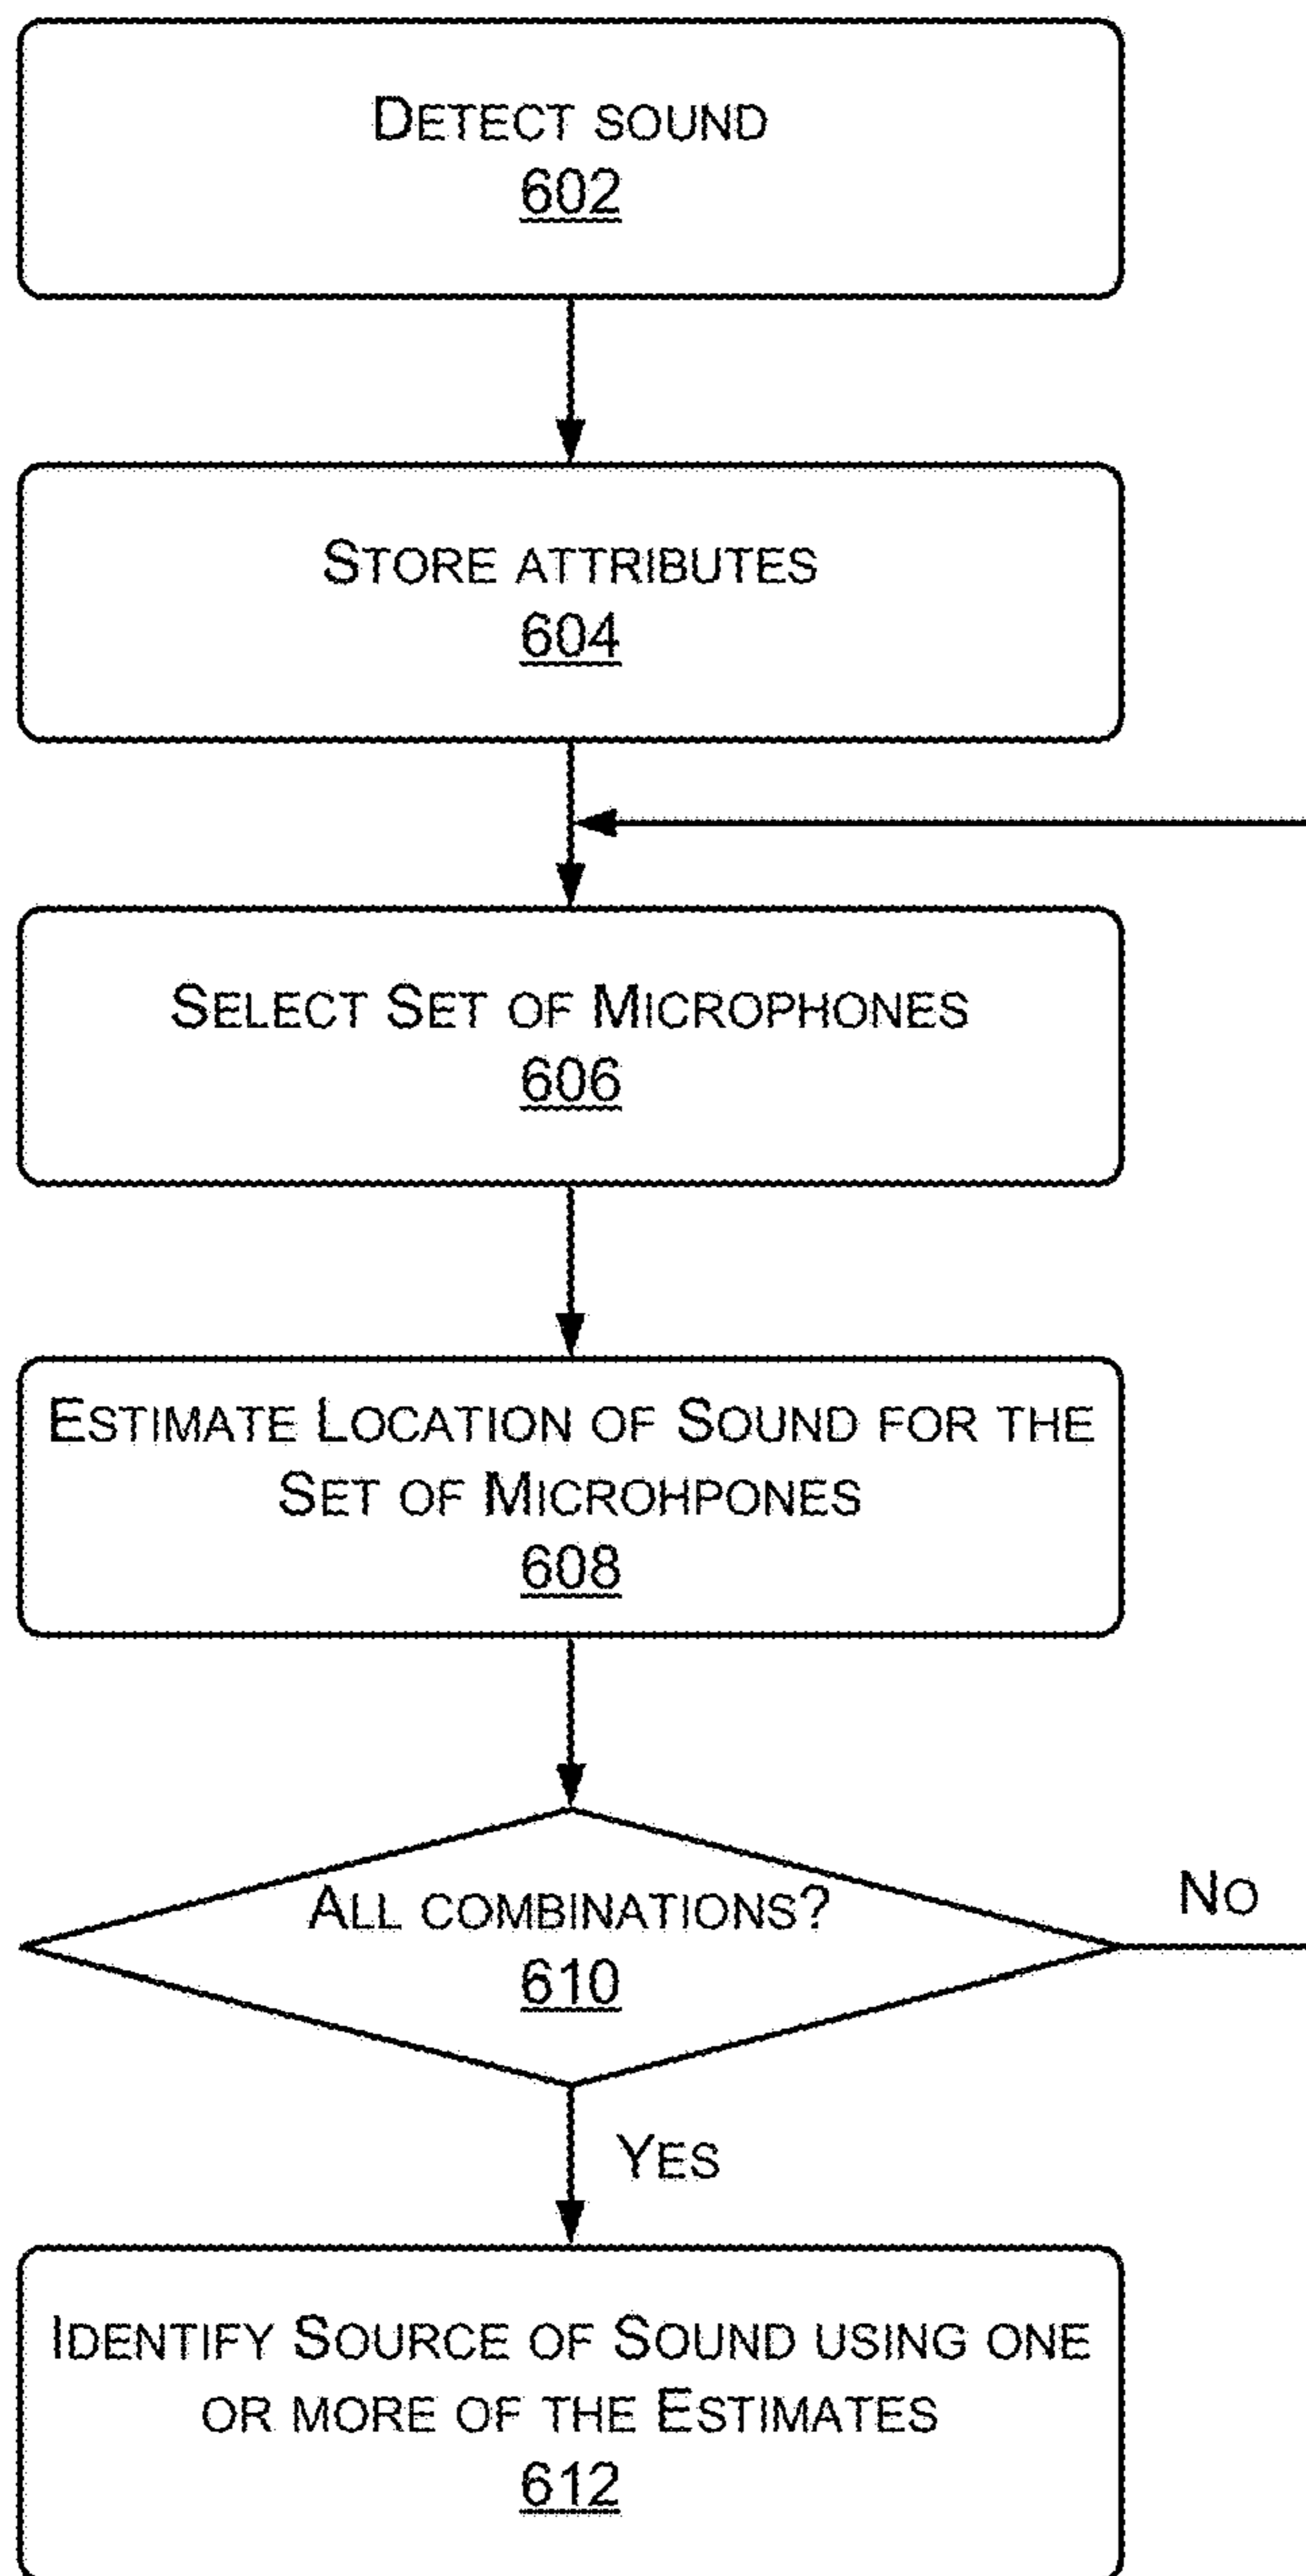 DETECT SOUND
602
STORE ATTRIBUTES
604
SELECT SET OF MICROPHONES
606
ESTIMATE LOCATION OF SOUND FOR THE
SET OF MICROHPONES
608
ALL COMBINATIONS?
610
NO
YES
IDENTIFY SOURCE OF SOUND USING ONE
OR MORE OF THE ESTIMATES
612